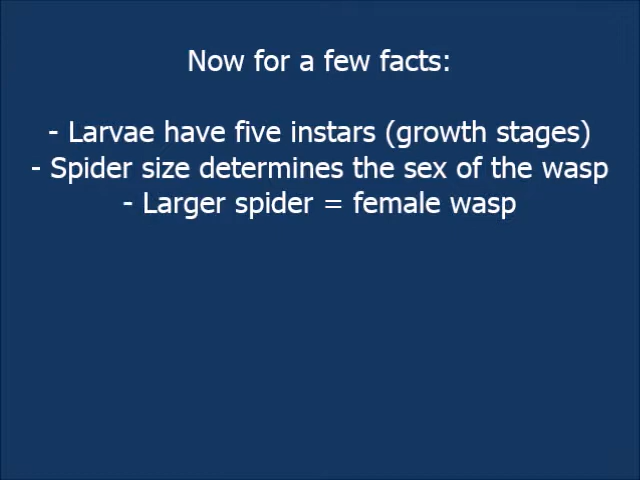 Now for a few facts:
- Larvae have five instars (growth stages)
- Spider size determines the sex of the wasp
- Larger spider = female wasp